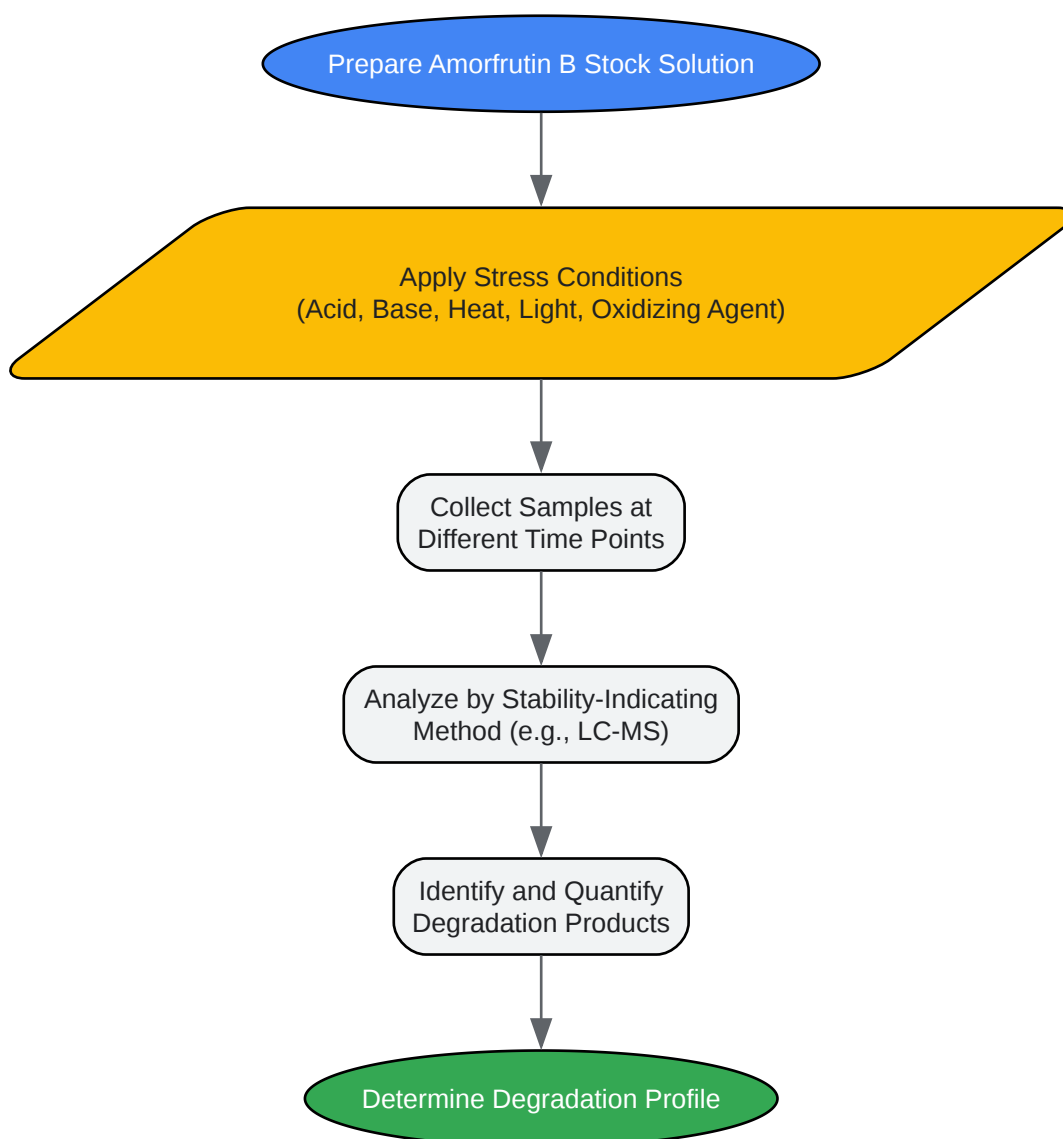 Prepare Amorfrutin B Stock Solution
Apply Stress Conditions
(Acid, Base, Heat, Light, Oxidizing Agent)
Collect Samples at
Different Time Points
Analyze by Stability-Indicating
Method (e.g., LC-MS)
Identify and Quantify
Degradation Products
Determine Degradation Profile